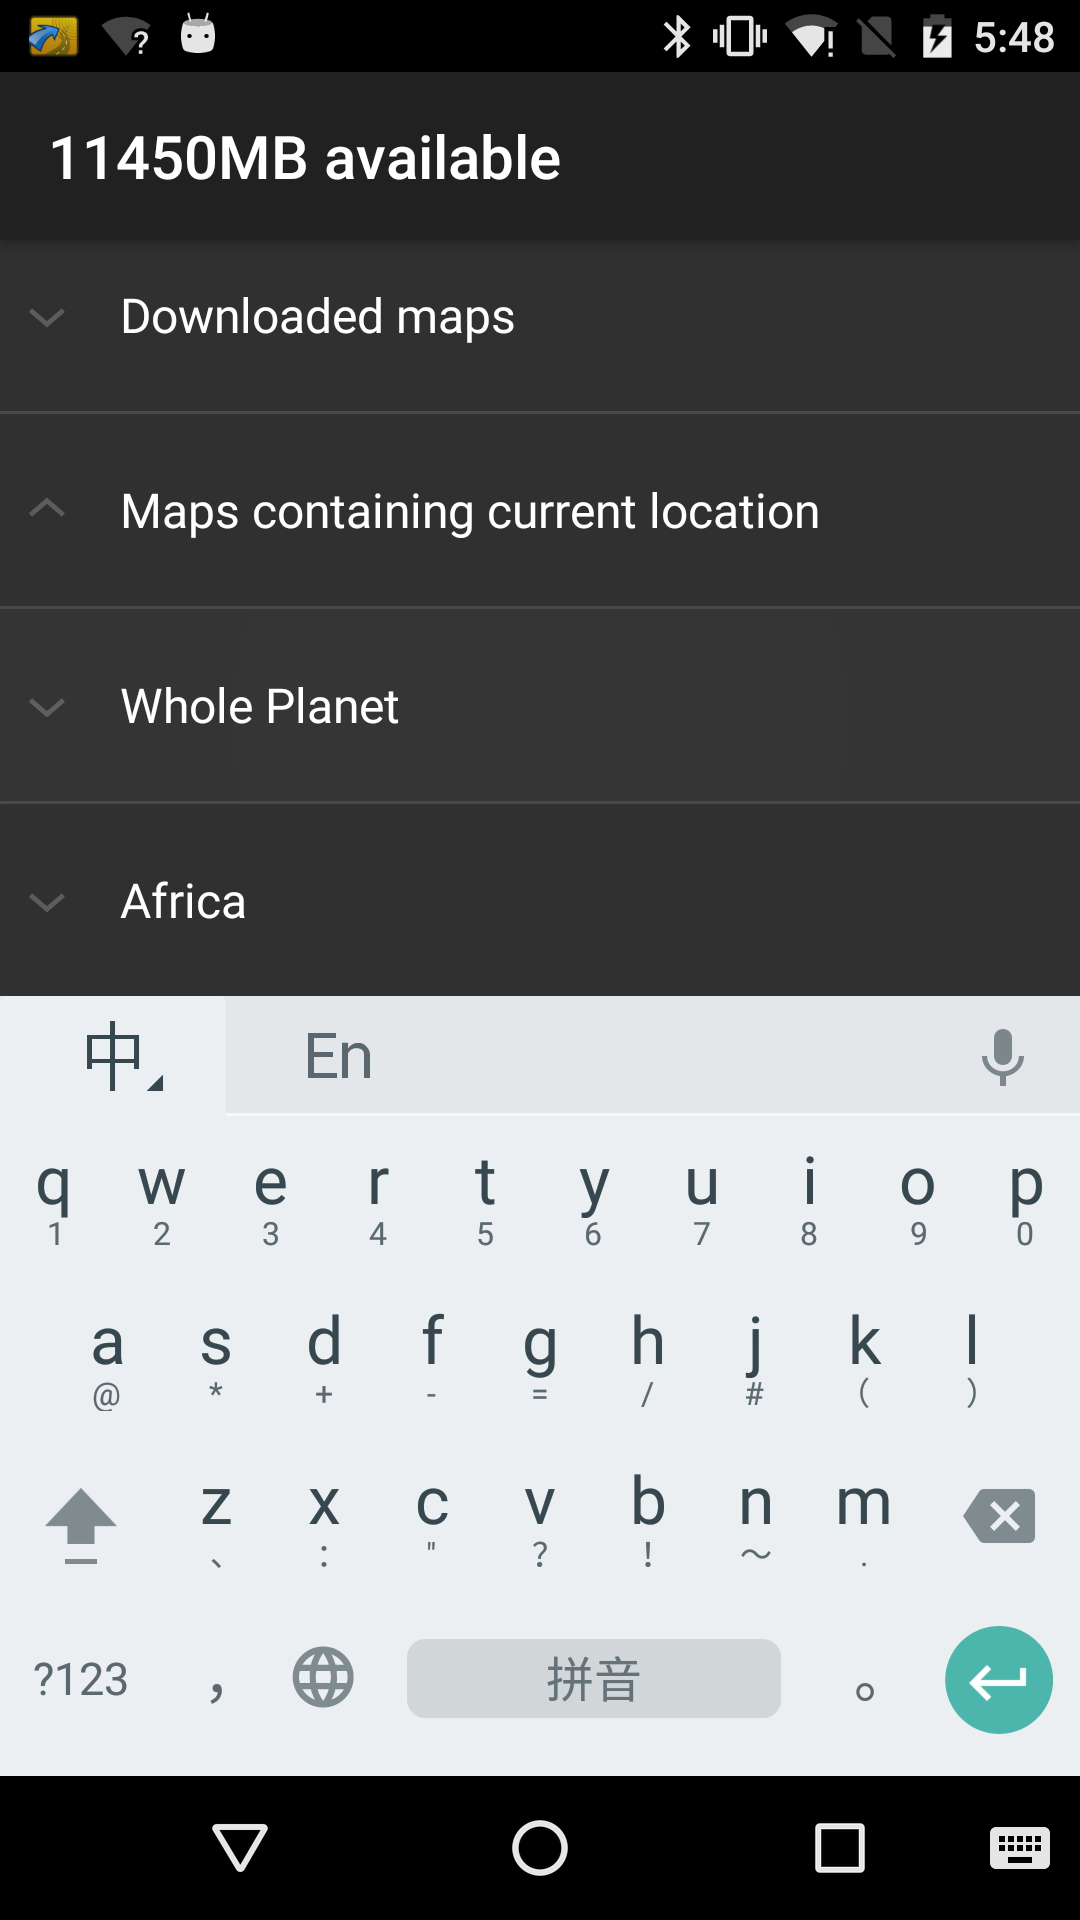 5:48
11450MB available
Downloaded maps
Maps containing current location
Whole Planet
Africa
中 En
q w e r t y u i o p
1 2 3 4 5 6 7 8 9 0
a s d f g h j k l
@ * + - = / # ( )
z x c v b n m
、 : " ? ! ～ .
?123 ， 拼音 。